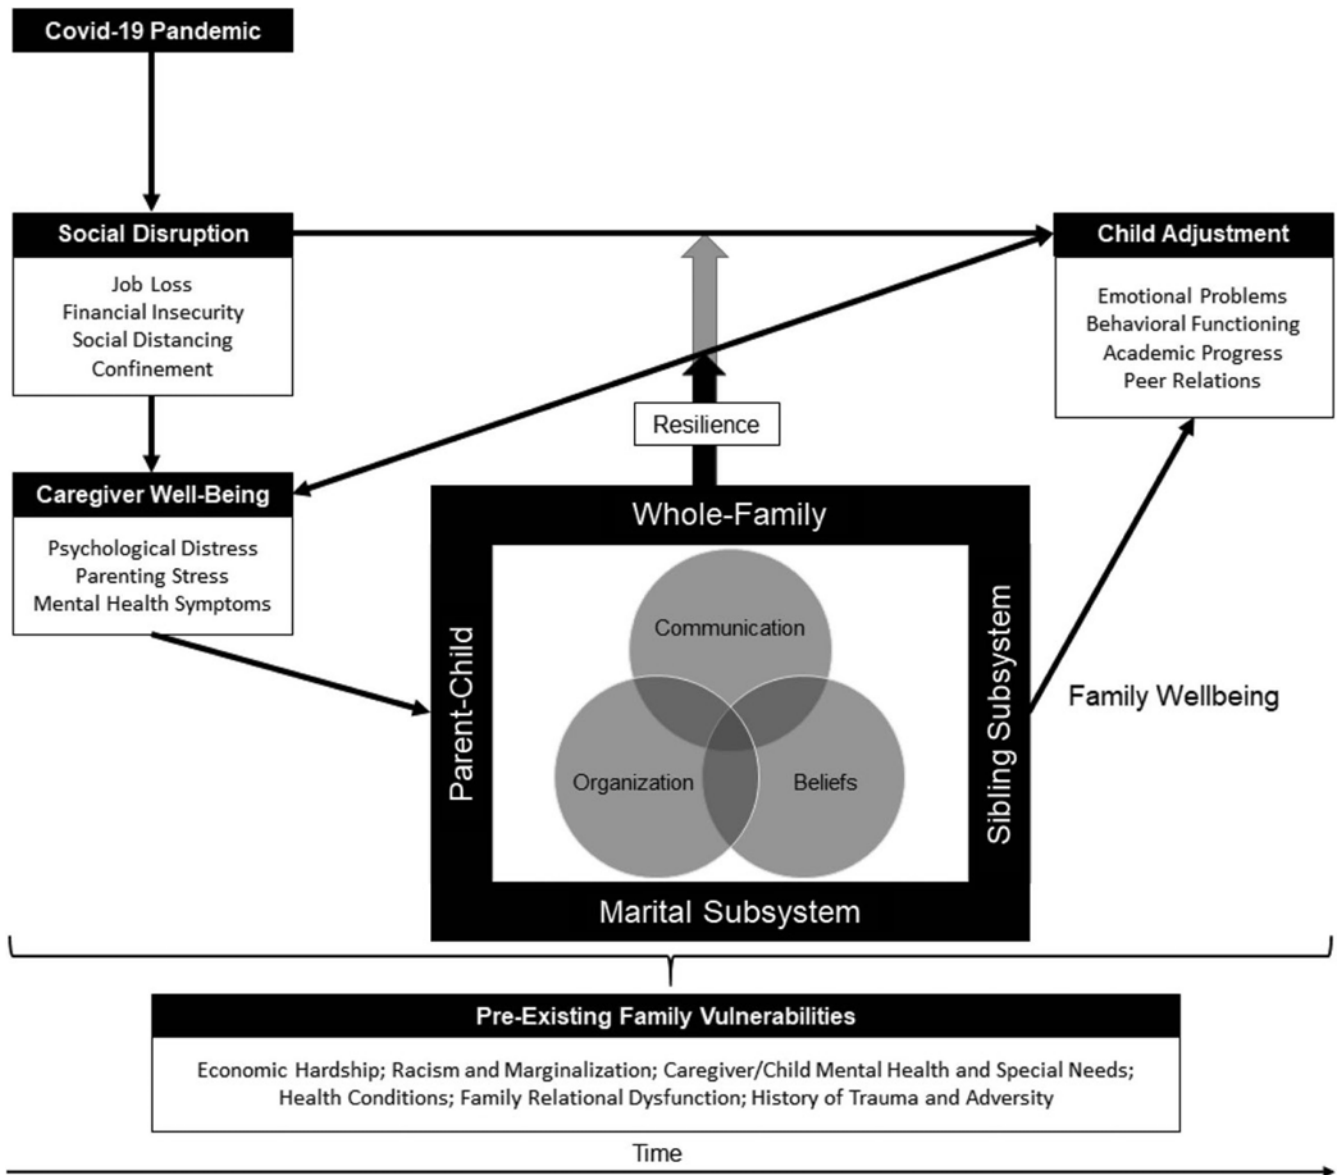 Covid-19 Pandemic
Social Disruption
Job Loss
Financial Insecurity
Social Distancing
Confinement
Child Adjustment
Emotional Problems
Behavioral Functioning
Academic Progress
Peer Relations
Resilience
Caregiver Well-Being
Psychological Distress
Parenting Stress
Mental Health Symptoms
Whole-Family
Parent-Child
Communication
Organization
Beliefs
Sibling Subsystem
Marital Subsystem
Family Wellbeing
Pre-Existing Family Vulnerabilities
Economic Hardship; Racism and Marginalization; Caregiver/Child Mental Health and Special Needs;
Health Conditions; Family Relational Dysfunction; History of Trauma and Adversity
Time